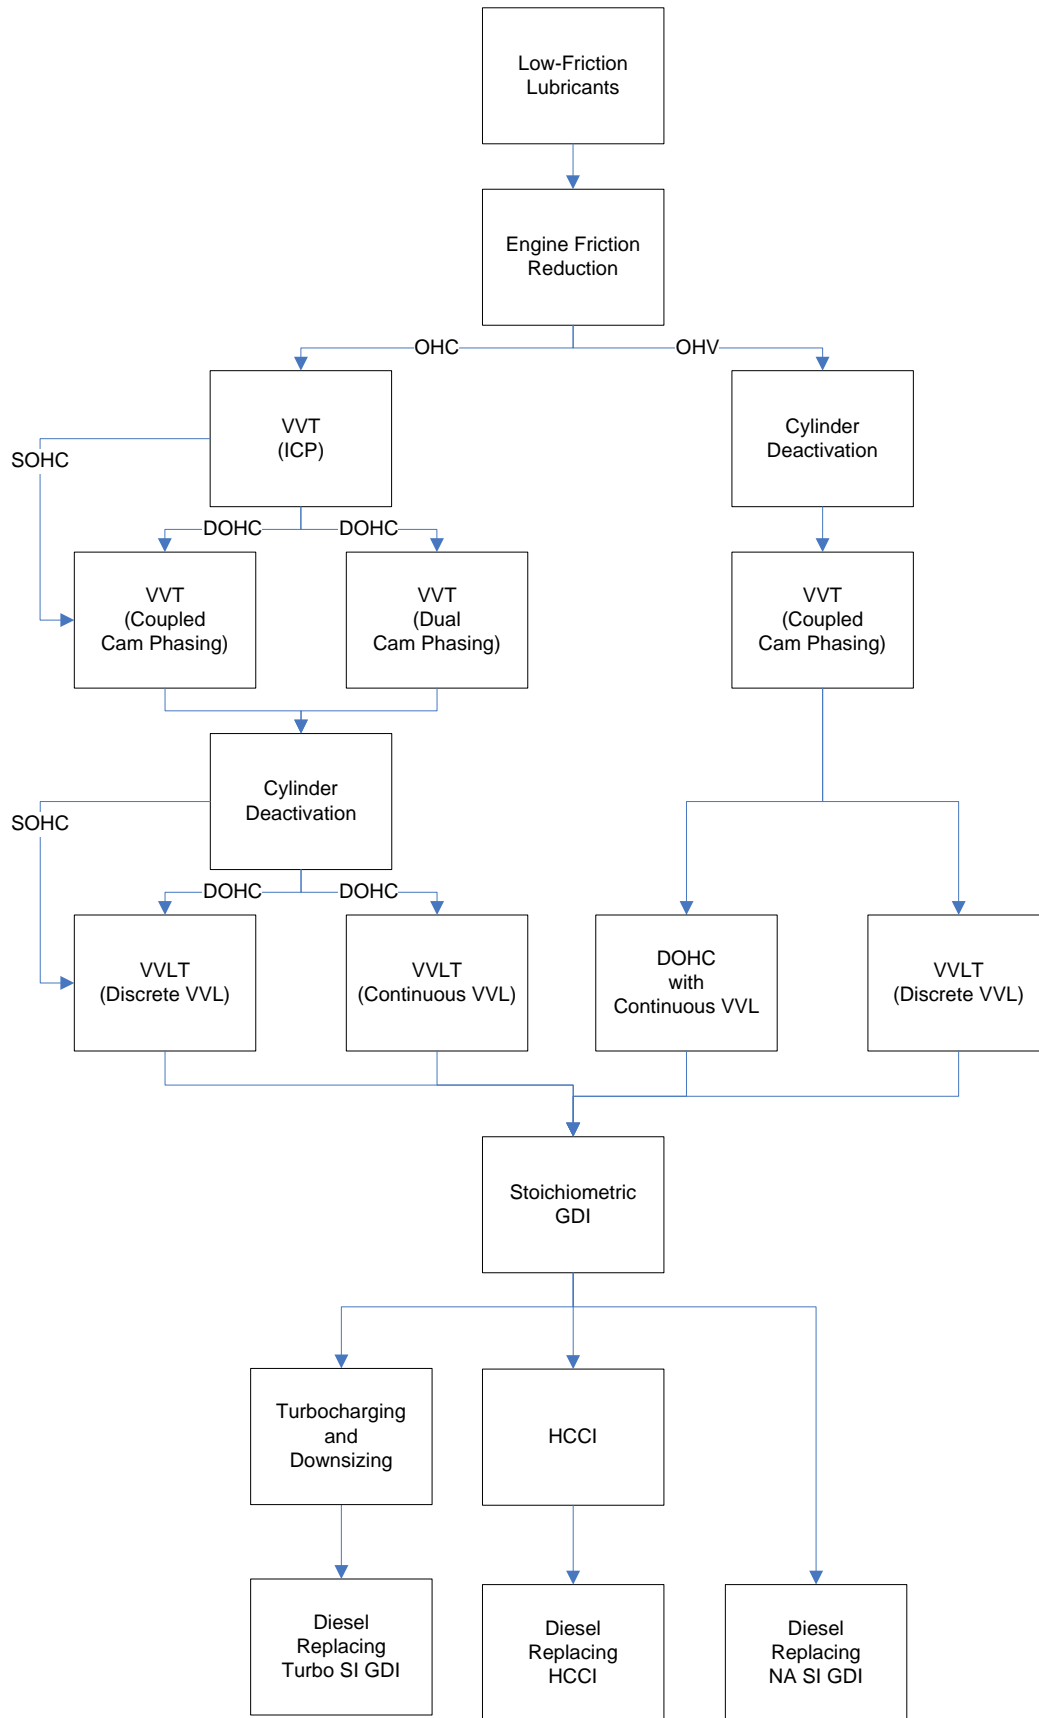 Low-Friction
Lubricants
Engine Friction
Reduction
OHC
OHV
VVT
(ICP)
Cylinder
Deactivation
SOHC
DOHC
DOHC
VVT
(Coupled
Cam Phasing)
VVT
(Dual
Cam Phasing)
VVT
(Coupled
Cam Phasing)
Cylinder
Deactivation
SOHC
DOHC
DOHC
VVLT
(Discrete VVL)
VVLT
(Continuous VVL)
DOHC
with
Continuous VVL
VVLT
(Discrete VVL)
Stoichiometric
GDI
Turbocharging
and
Downsizing
HCCI
Diesel
Replacing
Turbo SI GDI
Diesel
Replacing
HCCI
Diesel
Replacing
NA SI GDI